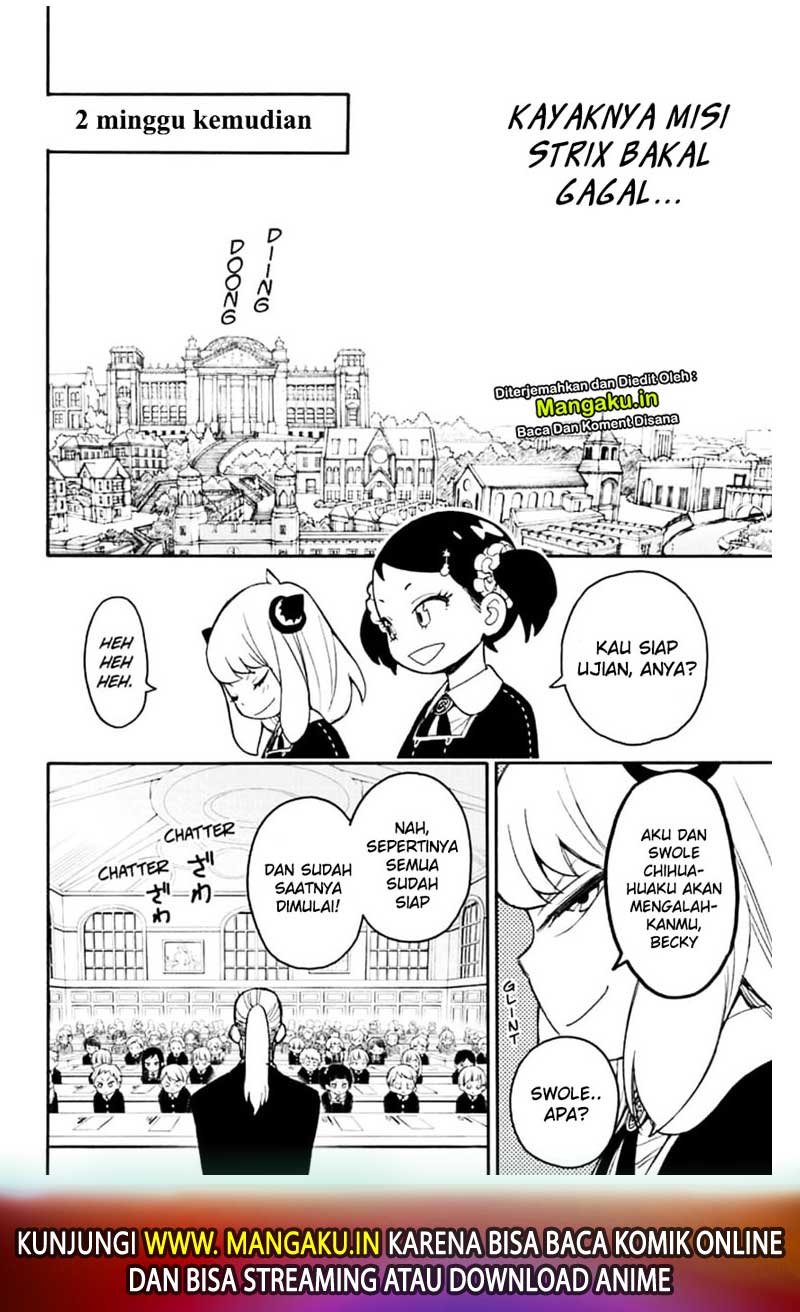 2 minggu kemudian
KAYAKNYA MISI
STRIX BAKAL
GAGAL...
DIING
DOONG
Diterjemahkan dan Diedit Oleh :
Mangaku.in
Baca Dan Koment Disana
KAU SIAP
UJIAN, ANYA?
HEH
HEH
HEH.
AKU DAN
SWOLE
CHIHUA-
HUAKU AKAN
MENGALAH-
KANMU,
BECKY
GLINT
SWOLE..
APA?
NAH,
SEPERTINYA
SEMUA
SUDAH
SIAP
DAN SUDAH
SAATNYA
DIMULAI!
CHATTER
ざわ
CHATTER
ざわ
KUNJUNGI WWW. MANGAKU.IN KARENA BISA BACA KOMIK ONLINE
DAN BISA STREAMING ATAU DOWNLOAD ANIME